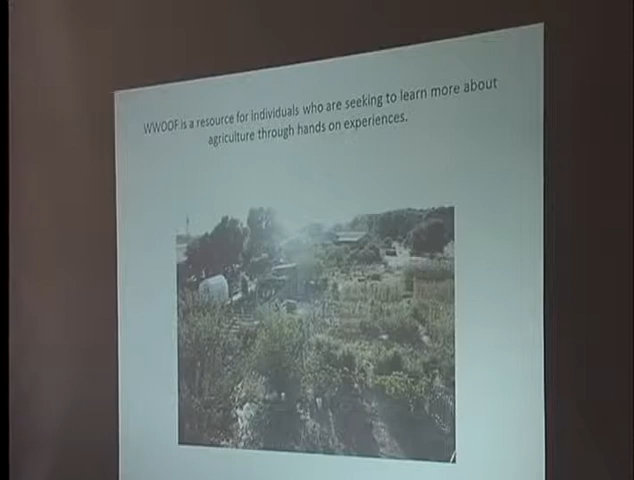 WWOOF is a resource for individuals who are seeking to learn more about
agriculture through hands on experiences.